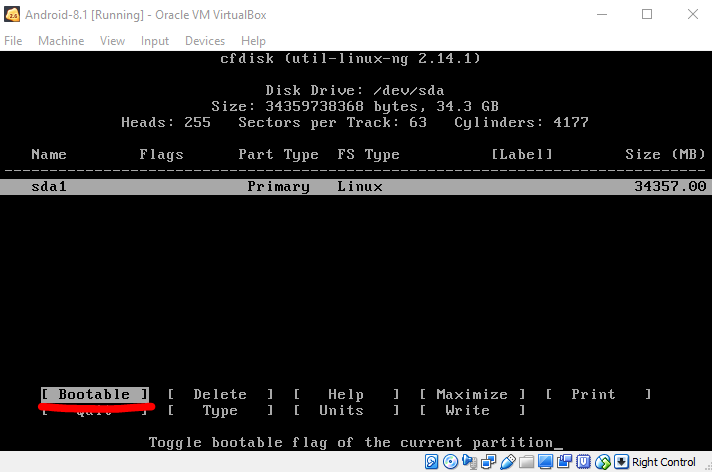 Android-8.1 [Running] - Oracle VM VirtualBox
File Machine View Input Devices Help
cfdisk (util-linux-ng 2.14.1)
Disk Drive: /dev/sda
Size: 34359738368 bytes, 34.3 GB
Heads: 255 Sectors per Track: 63 Cylinders: 4177
Name Flags Part Type FS Type [Label] Size (MB)
sda1 Primary Linux 34357.00
[ Bootable ] [ Delete ] [ Help ] [ Maximize ] [ Print ]
[ Quit ] [ Type ] [ Units ] [ Write ]
Toggle bootable flag of the current partition_
Right Control